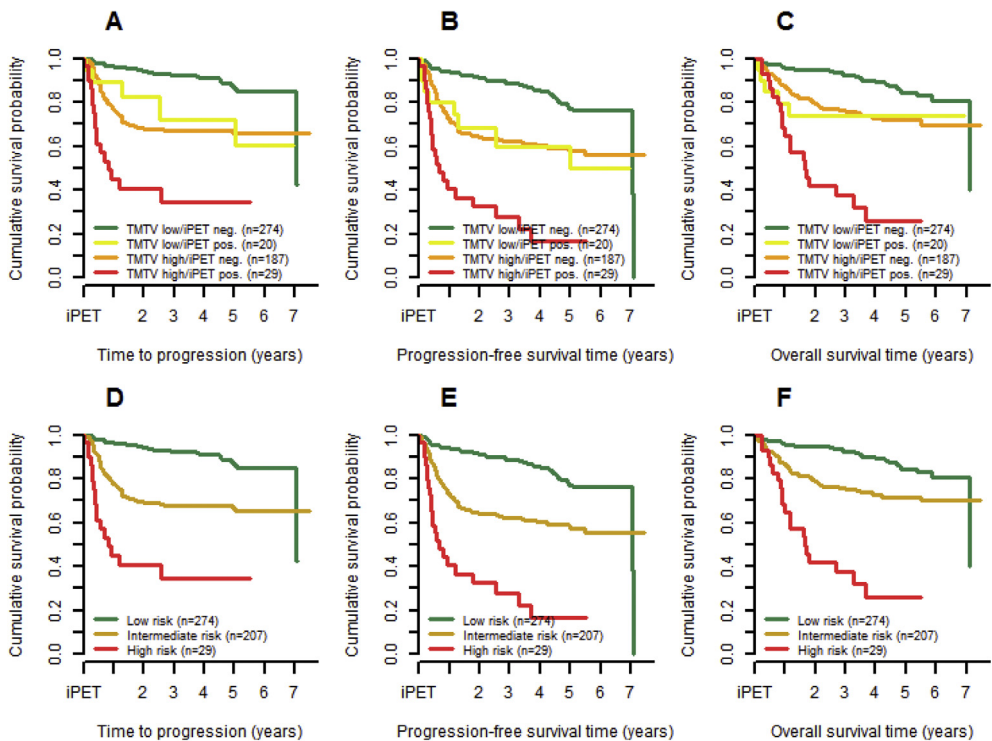 A
B
C
Cumulative survival probability
0.0 0.2 0.4 0.6 0.8 1.0
TMTV low/iPET neg. (n=274)
TMTV low/iPET pos. (n=20)
TMTV high/iPET neg. (n=187)
TMTV high/iPET pos. (n=29)
iPET 2 3 4 5 6 7
Time to progression (years)
Cumulative survival probability
0.0 0.2 0.4 0.6 0.8 1.0
TMTV low/iPET neg. (n=274)
TMTV low/iPET pos. (n=20)
TMTV high/iPET neg. (n=187)
TMTV high/iPET pos. (n=29)
iPET 2 3 4 5 6 7
Progression-free survival time (years)
Cumulative survival probability
0.0 0.2 0.4 0.6 0.8 1.0
TMTV low/iPET neg. (n=274)
TMTV low/iPET pos. (n=20)
TMTV high/iPET neg. (n=187)
TMTV high/iPET pos. (n=29)
iPET 2 3 4 5 6 7
Overall survival time (years)
D
E
F
Cumulative survival probability
0.0 0.2 0.4 0.6 0.8 1.0
Low risk (n=274)
Intermediate risk (n=207)
High risk (n=29)
iPET 2 3 4 5 6 7
Time to progression (years)
Cumulative survival probability
0.0 0.2 0.4 0.6 0.8 1.0
Low risk (n=274)
Intermediate risk (n=207)
High risk (n=29)
iPET 2 3 4 5 6 7
Progression-free survival time (years)
Cumulative survival probability
0.0 0.2 0.4 0.6 0.8 1.0
Low risk (n=274)
Intermediate risk (n=207)
High risk (n=29)
iPET 2 3 4 5 6 7
Overall survival time (years)